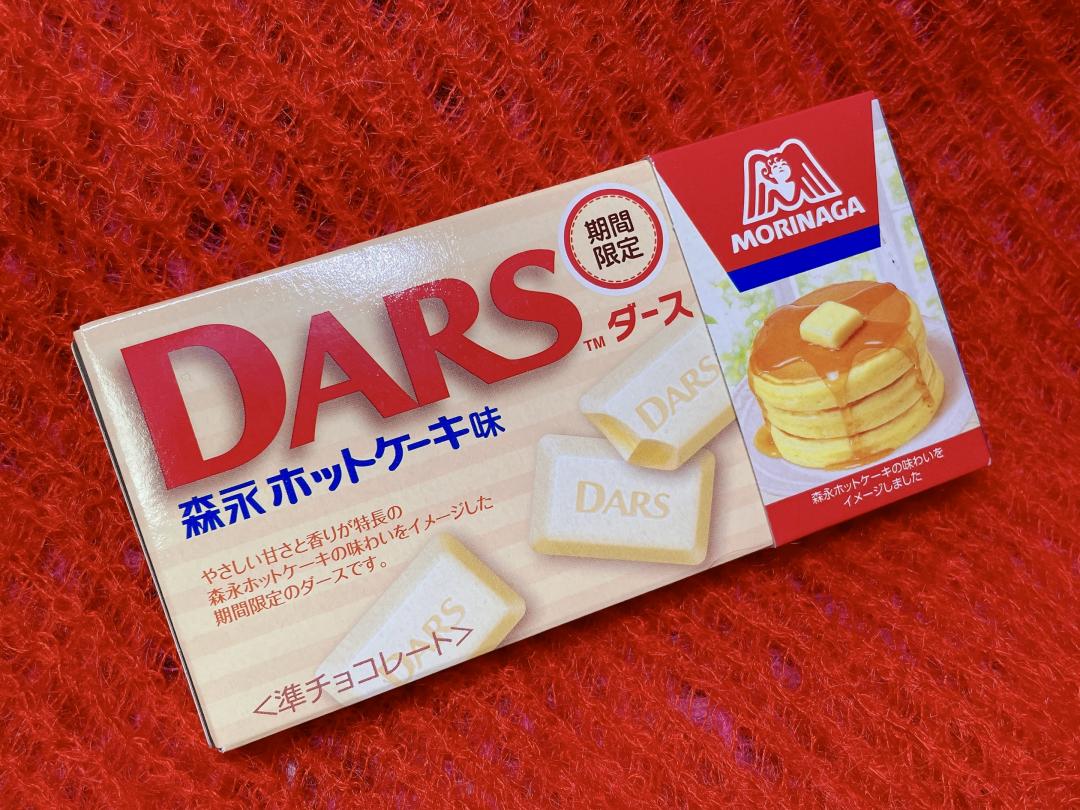 期間
限定
DARS
TM ダース
森永ホットケーキ味
やさしい甘さと香りが特長の
森永ホットケーキの味わいをイメージした
期間限定のダースです。
DARS
DARS
DARS
<準チョコレート>
MORINAGA
森永ホットケーキの味わいを
イメージしました